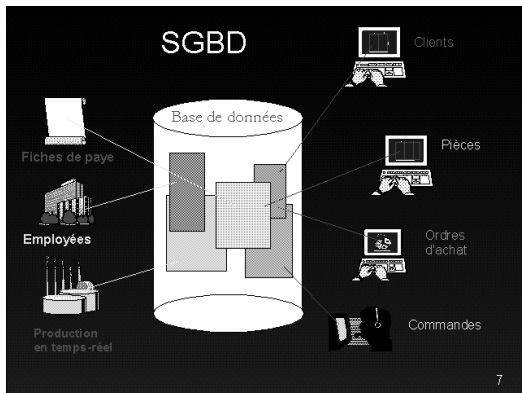 SGBD
Clients
Base de données
Fiches de paye
Pièces
Employées
Ordres
d'achat
Production
en temps-réel
Commandes
7